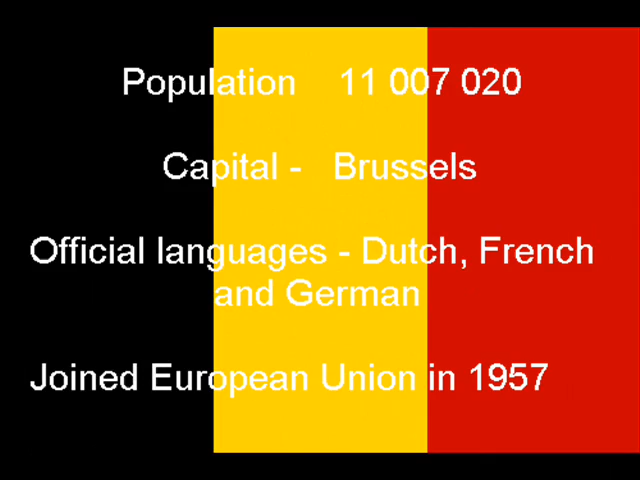 Population 11 007 020
Capital - Brussels
Official languages - Dutch, French
and German
Joined European Union in 1957